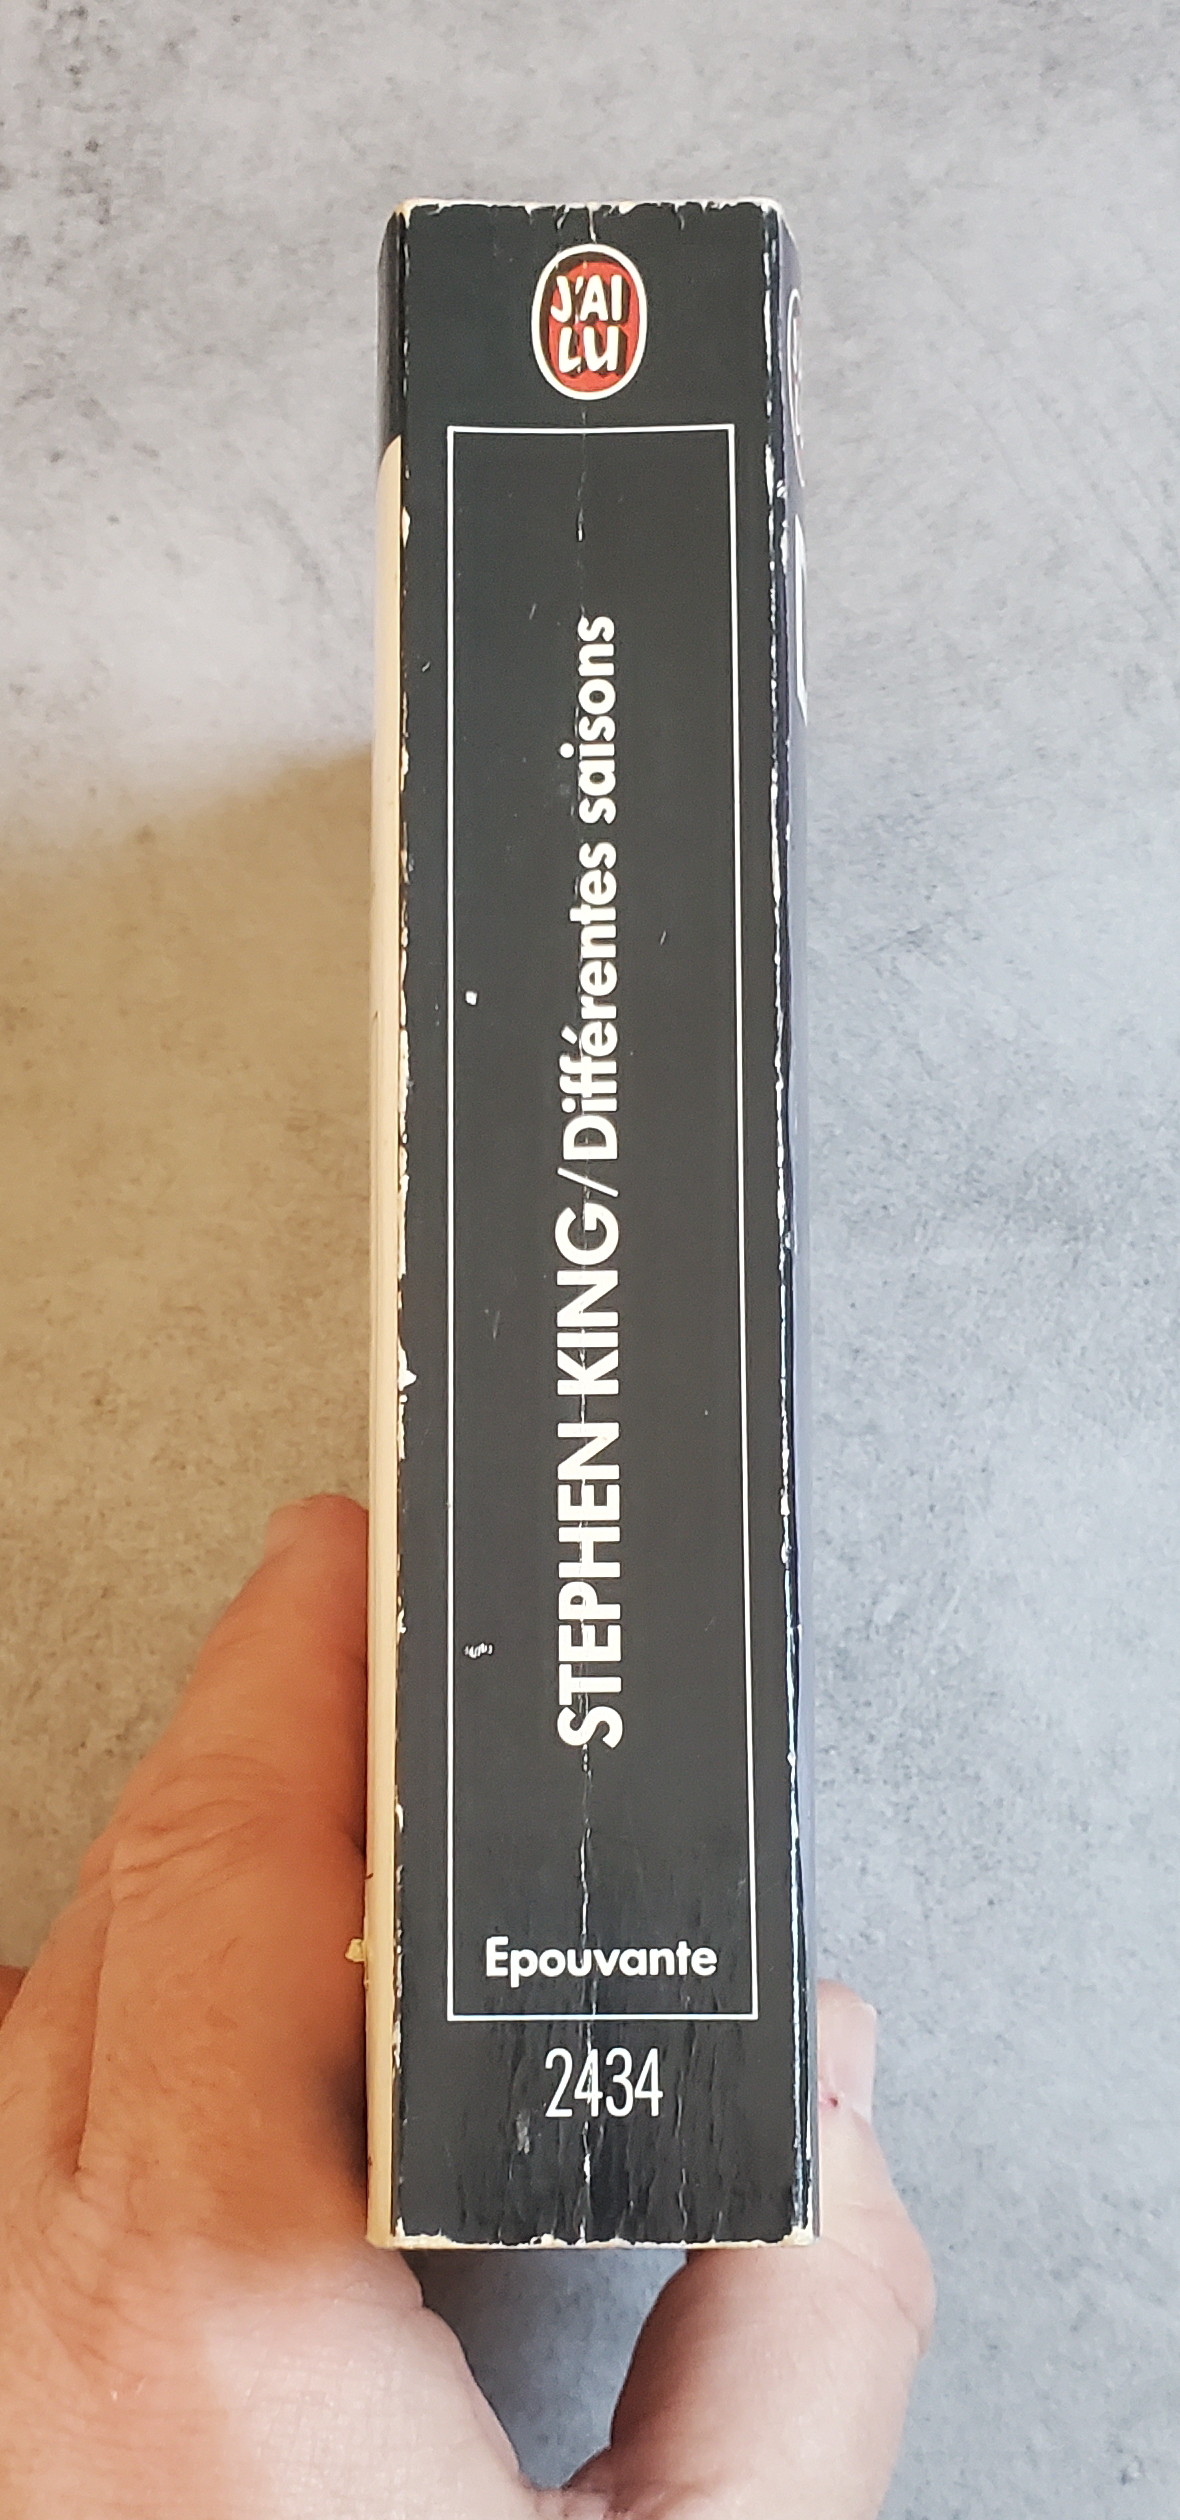 J'AI
LU
STEPHEN KING/Différentes saisons
Epouvante
2434